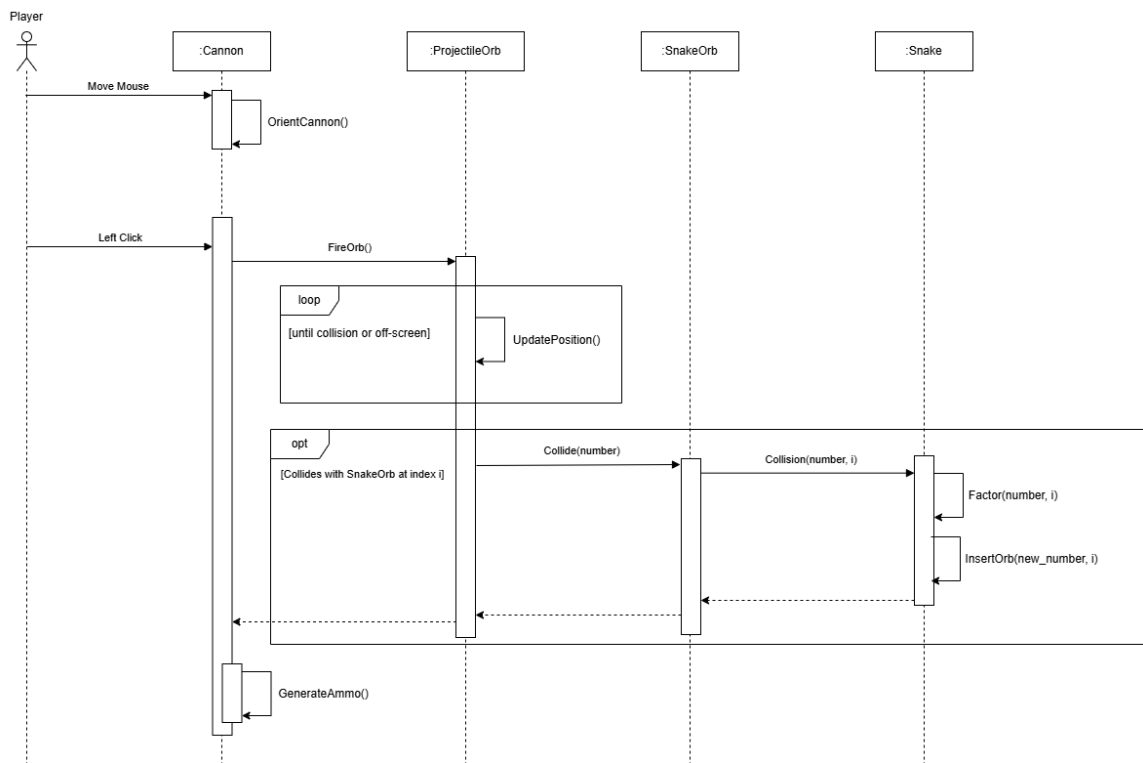 Player
:Cannon
:ProjectileOrb
:SnakeOrb
:Snake
Move Mouse
OrientCannon()
Left Click
FireOrb()
loop
[until collision or off-screen]
UpdatePosition()
opt
[Collides with SnakeOrb at index i]
Collide(number)
Collision(number, i)
Factor(number, i)
InsertOrb(new_number, i)
GenerateAmmo()